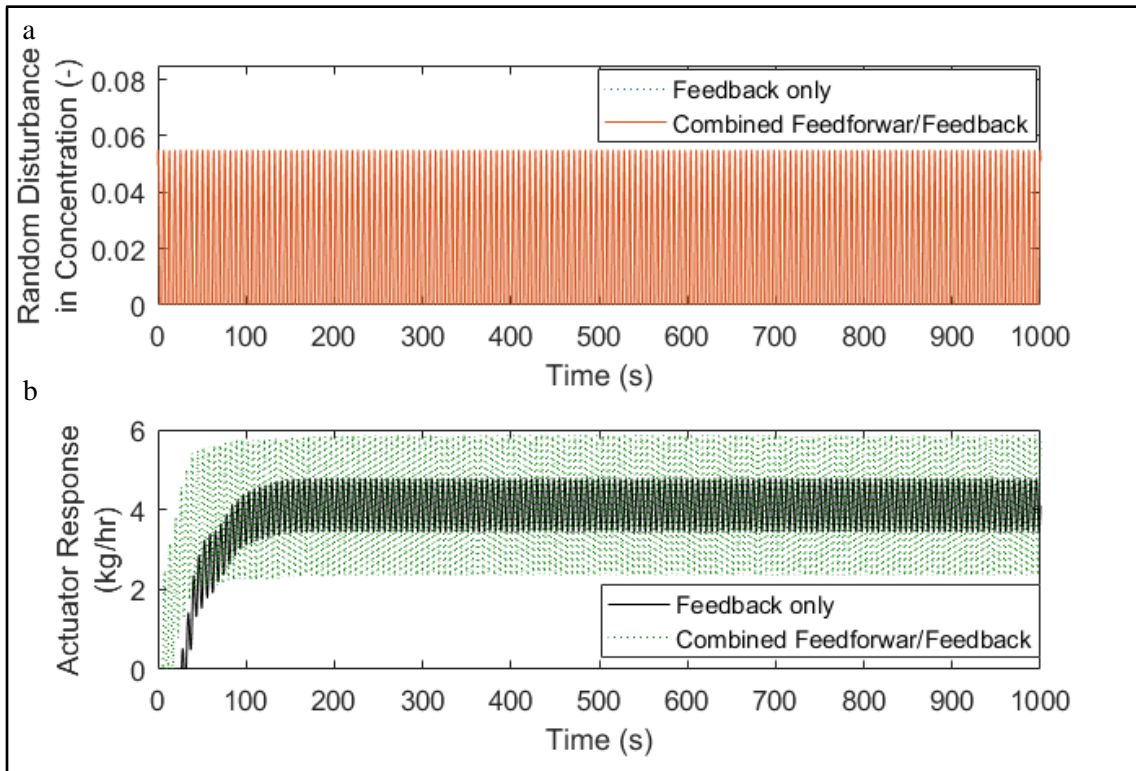 a
Random Disturbance
in Concentration (-)
0.08
0.06
0.04
0.02
0
Feedback only
Combined Feedforwar/Feedback
0 100 200 300 400 500 600 700 800 900 1000
Time (s)
b
Actuator Response
(kg/hr)
6
4
2
0
Feedback only
Combined Feedforwar/Feedback
0 100 200 300 400 500 600 700 800 900 1000
Time (s)